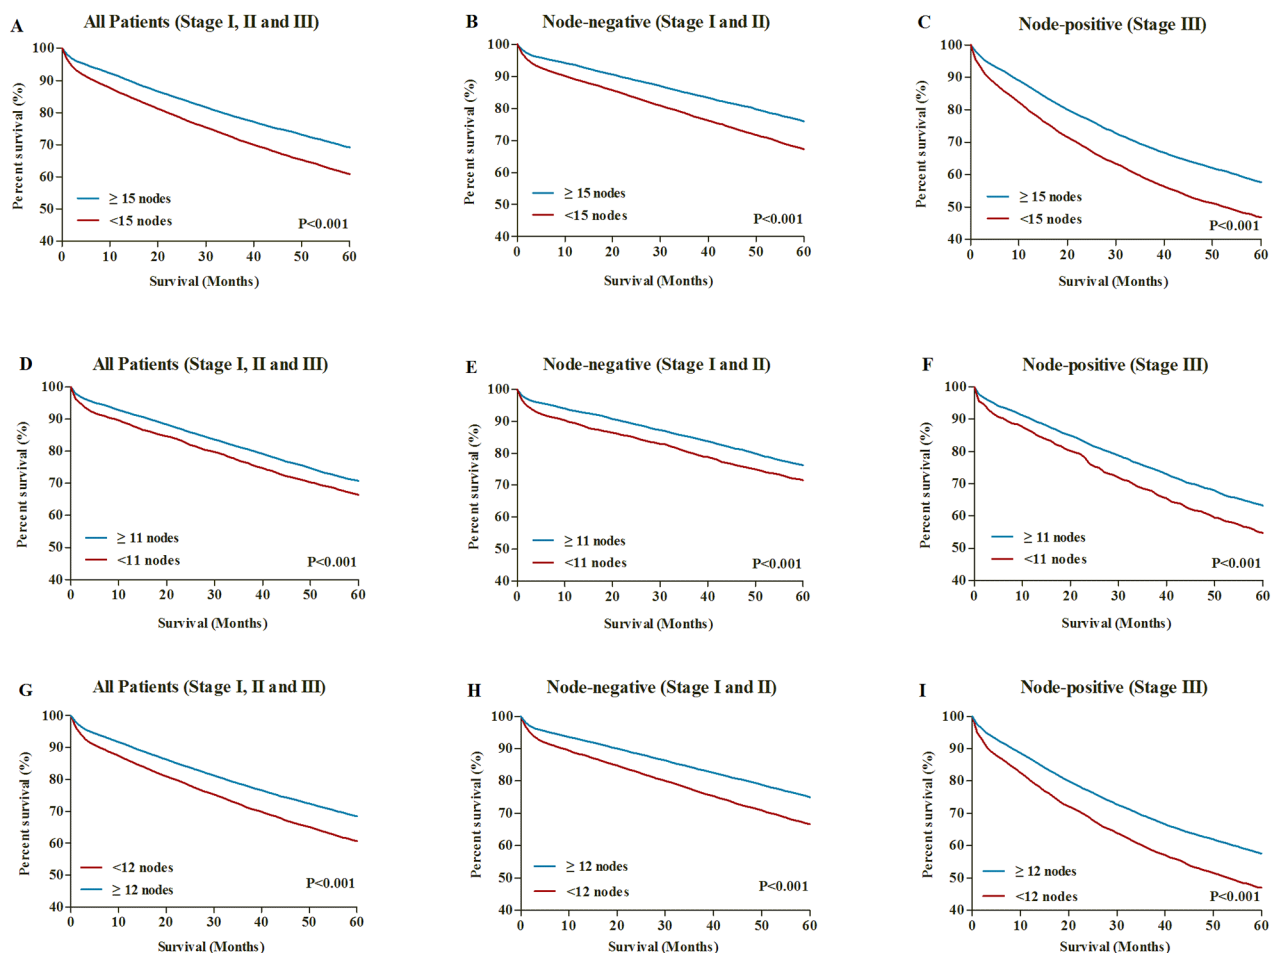 A
All Patients (Stage I, II and III)
Percent survival (%)
100
90
80
70
60
50
40
≥ 15 nodes
<15 nodes
P<0.001
0 10 20 30 40 50 60
Survival (Months)
B
Node-negative (Stage I and II)
Percent survival (%)
100
90
80
70
60
50
40
≥ 15 nodes
<15 nodes
P<0.001
0 10 20 30 40 50 60
Survival (Months)
C
Node-positive (Stage III)
Percent survival (%)
100
90
80
70
60
50
40
≥ 15 nodes
<15 nodes
P<0.001
0 10 20 30 40 50 60
Survival (Months)
D
All Patients (Stage I, II and III)
Percent survival (%)
100
90
80
70
60
50
40
≥ 11 nodes
<11 nodes
P<0.001
0 10 20 30 40 50 60
Survival (Months)
E
Node-negative (Stage I and II)
Percent survival (%)
100
90
80
70
60
50
40
≥ 11 nodes
<11 nodes
P<0.001
0 10 20 30 40 50 60
Survival (Months)
F
Node-positive (Stage III)
Percent survival (%)
100
90
80
70
60
50
40
≥ 11 nodes
<11 nodes
P<0.001
0 10 20 30 40 50 60
Survival (Months)
G
All Patients (Stage I, II and III)
Percent survival (%)
100
90
80
70
60
50
40
<12 nodes
≥ 12 nodes
P<0.001
0 10 20 30 40 50 60
Survival (Months)
H
Node-negative (Stage I and II)
Percent survival (%)
100
90
80
70
60
50
40
≥ 12 nodes
<12 nodes
P<0.001
0 10 20 30 40 50 60
Survival (Months)
I
Node-positive (Stage III)
Percent survival (%)
100
90
80
70
60
50
40
≥ 12 nodes
<12 nodes
P<0.001
0 10 20 30 40 50 60
Survival (Months)